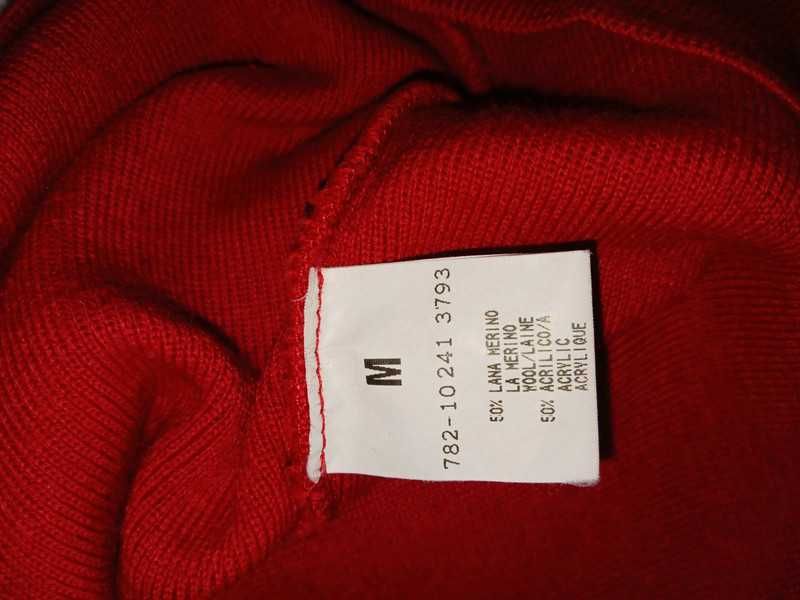 M
782-10 241 3793
50% LANA MERINO
LA MERINO
WOOL/LAINE
50% ACRILICO/A
ACRYLIC
ACRYLIQUE